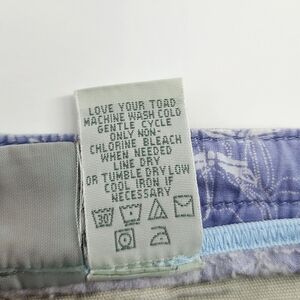 LOVE YOUR TOAD
MACHINE WASH COLD
GENTLE CYCLE
ONLY NON-
CHLORINE BLEACH
WHEN NEEDED
LINE DRY
OR TUMBLE DRY LOW
COOL IRON IF
NECESSARY
30